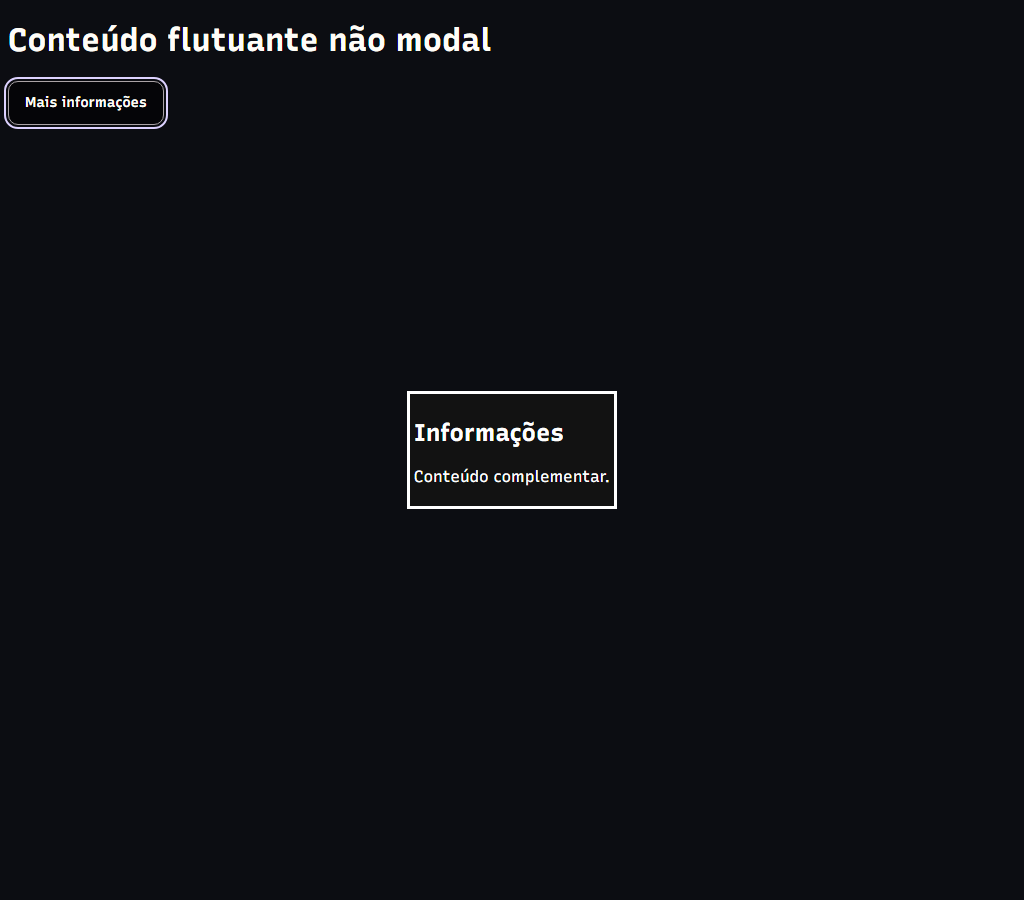 Conteúdo flutuante não modal
Mais informações
Informações
Conteúdo complementar.